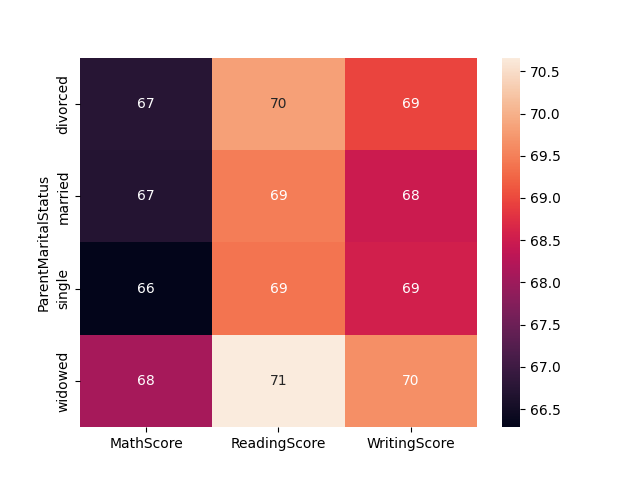 ParentMaritalStatus
divorced
67 70 69
married
67 69 68
single
66 69 69
widowed
68 71 70
MathScore ReadingScore WritingScore
70.5
70.0
69.5
69.0
68.5
68.0
67.5
67.0
66.5